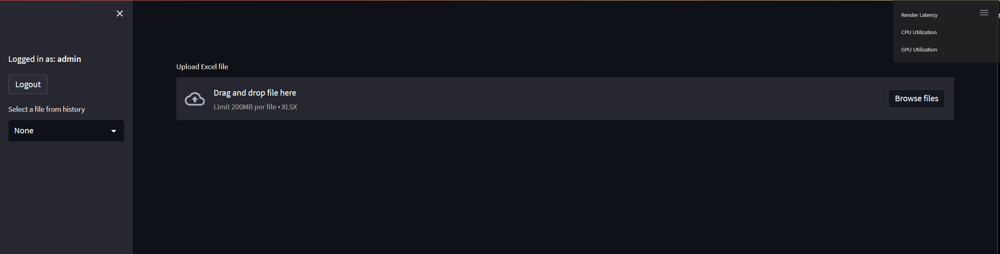 Logged in as: admin
Logout
Select a file from history
None
Upload Excel file
Drag and drop file here
Limit 200MB per file • XLSX
Browse files
Render Latency
CPU Utilization
GPU Utilization